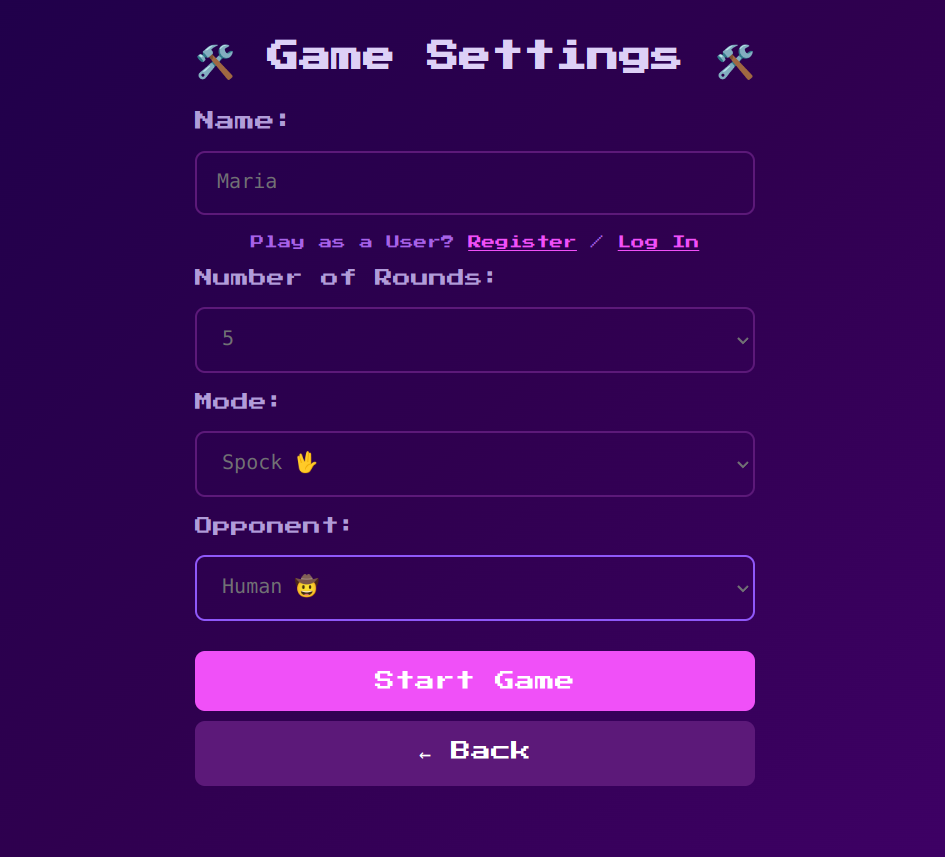 🛠️ Game Settings 🛠️
Name:
Maria
Play as a User? Register / Log In
Number of Rounds:
5
Mode:
Spock 🖖
Opponent:
Human 🤠
Start Game
← Back